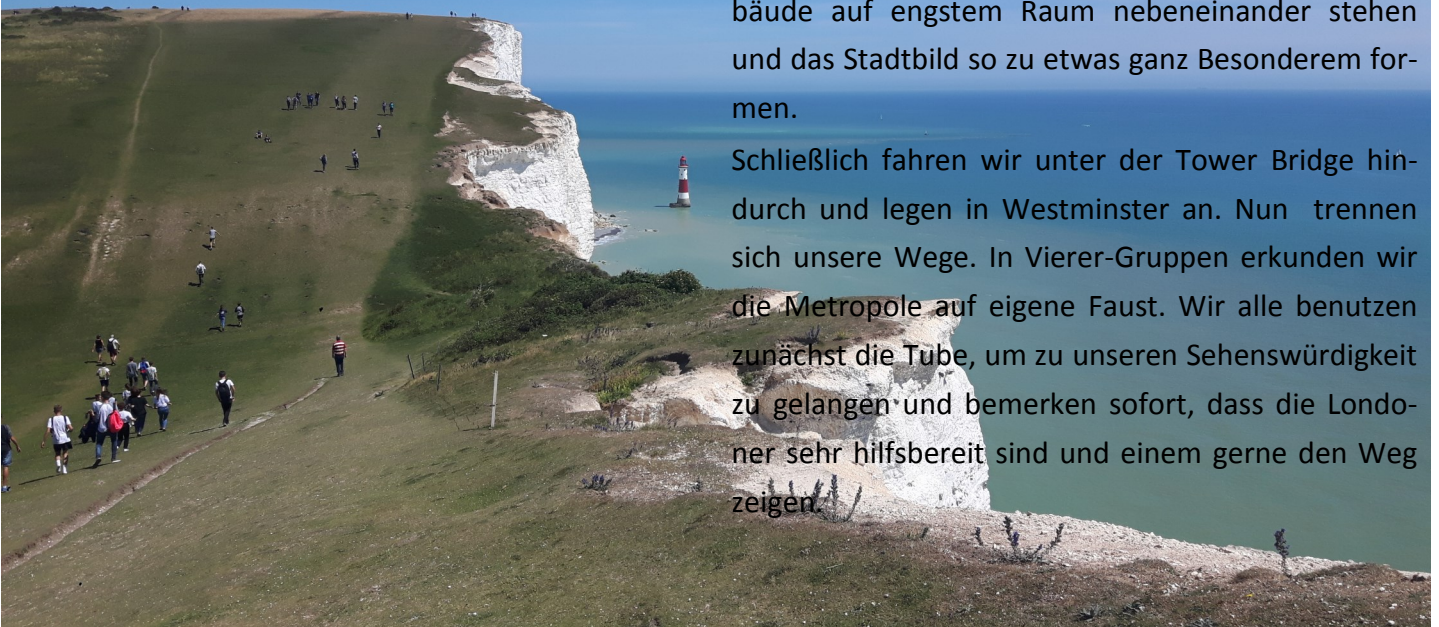 bäude auf engstem Raum nebeneinander stehen
und das Stadtbild so zu etwas ganz Besonderem for-
men.
Schließlich fahren wir unter der Tower Bridge hin-
durch und legen in Westminster an. Nun trennen
sich unsere Wege. In Vierer-Gruppen erkunden wir
die Metropole auf eigene Faust. Wir alle benutzen
zunächst die Tube, um zu unseren Sehenswürdigkeit
zu gelangen und bemerken sofort, dass die Londo-
ner sehr hilfsbereit sind und einem gerne den Weg
zeigen.